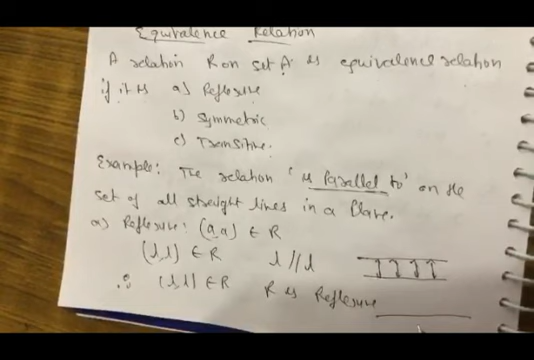 Equivalence Relation
A relation R on set A is equivalence relation
if it is a) Reflexive
b) Symmetric
c) Transitive.
Example: The relation 'is Parallel to' on the
set of all straight lines in a Plane.
a) Reflexive: (a,a) ∈ R
(l,l) ∈ R l // l
∴ (l,l) ∈ R R is Reflexive